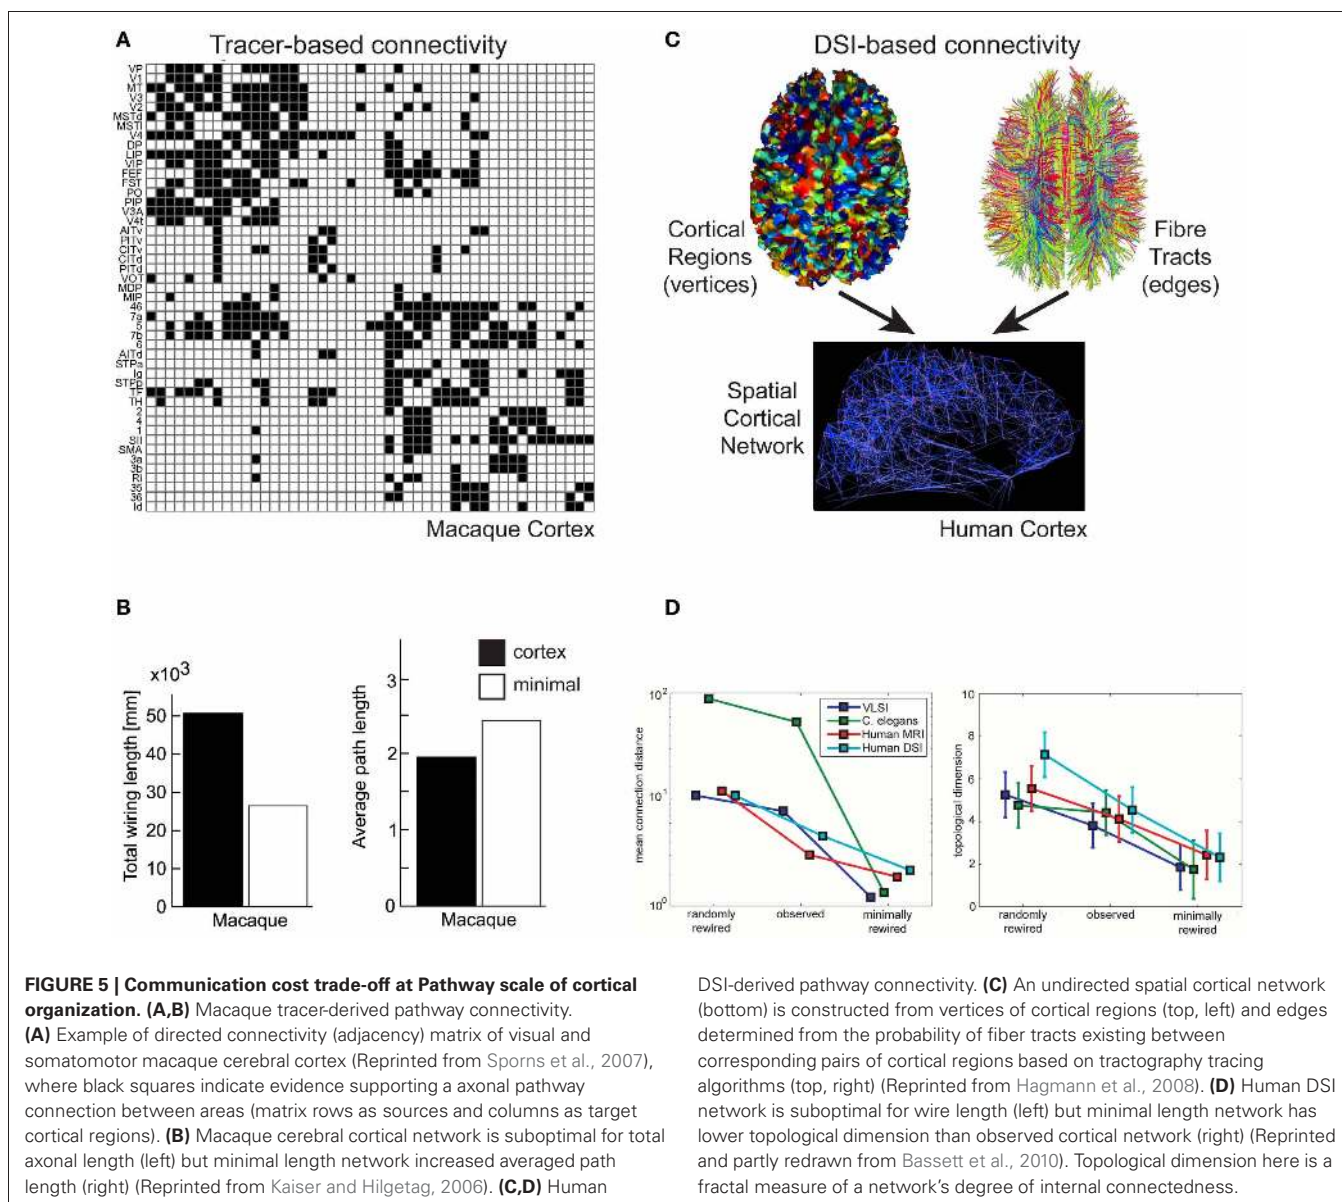 A
Tracer-based connectivity
VP
V1
MT
V3
V2
MSTd
MSTl
V4
DP
LIP
VIP
FEF
FST
PO
PIP
V3A
V4t
AITv
PITv
CITv
CITd
PITd
VOT
MDP
MIP
46
7a
5
7b
6
AITd
STPa
Ig
STPp
TF
TH
2
4
1
SII
SMA
3a
3b
Ri
35
36
Id
Macaque Cortex
C
DSI-based connectivity
Cortical
Regions
(vertices)
Fibre
Tracts
(edges)
Spatial
Cortical
Network
Human Cortex
B
x10³
Total wiring length [mm]
50
40
30
20
10
0
Macaque
Average path length
3
2
1
0
Macaque
cortex
minimal
D
mean connection distance
10²
10¹
10⁰
VLSI
C. elegans
Human MRI
Human DSI
randomly
rewired
observed
minimally
rewired
topological dimension
10
8
6
4
2
0
randomly
rewired
observed
minimally
rewired
FIGURE 5 | Communication cost trade-off at Pathway scale of cortical
organization. (A,B) Macaque tracer-derived pathway connectivity.
(A) Example of directed connectivity (adjacency) matrix of visual and
somatomotor macaque cerebral cortex (Reprinted from Sporns et al., 2007),
where black squares indicate evidence supporting a axonal pathway
connection between areas (matrix rows as sources and columns as target
cortical regions). (B) Macaque cerebral cortical network is suboptimal for total
axonal length (left) but minimal length network increased averaged path
length (right) (Reprinted from Kaiser and Hilgetag, 2006). (C,D) Human
DSI-derived pathway connectivity. (C) An undirected spatial cortical network
(bottom) is constructed from vertices of cortical regions (top, left) and edges
determined from the probability of fiber tracts existing between
corresponding pairs of cortical regions based on tractography tracing
algorithms (top, right) (Reprinted from Hagmann et al., 2008). (D) Human DSI
network is suboptimal for wire length (left) but minimal length network has
lower topological dimension than observed cortical network (right) (Reprinted
and partly redrawn from Bassett et al., 2010). Topological dimension here is a
fractal measure of a network's degree of internal connectedness.